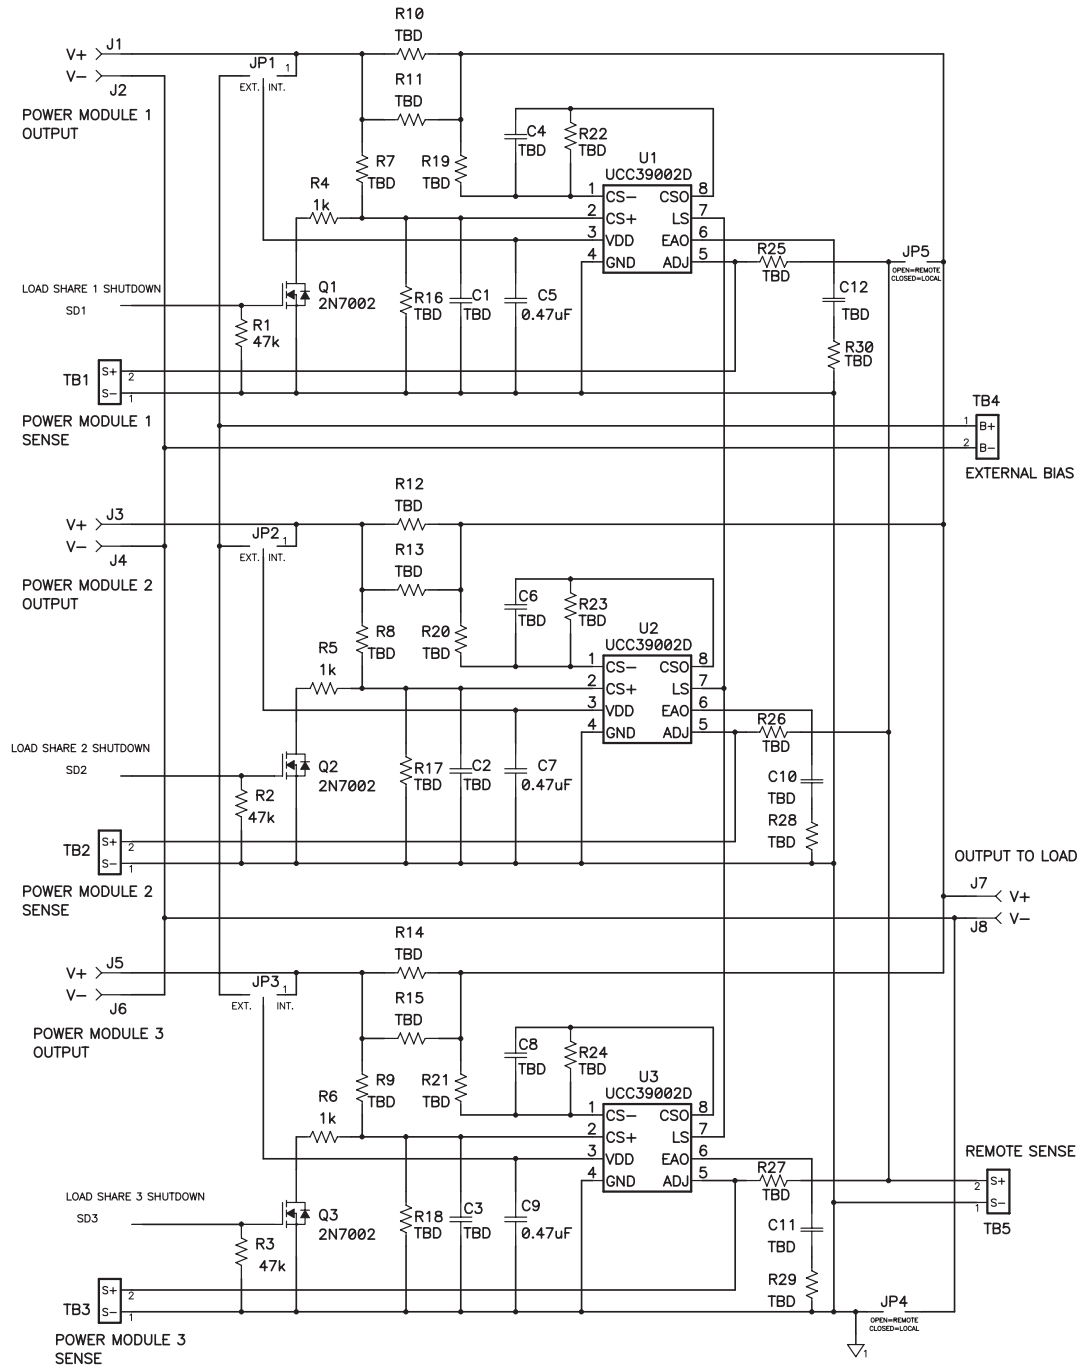 R10
TBD
V+ J1
V− J2
JP1 1
EXT. INT.
R11
TBD
POWER MODULE 1
OUTPUT
C4
TBD
R22
TBD
R7
TBD
R19
TBD
R4
1k
U1
UCC39002D
1 CS− CSO 8
2 CS+ LS 7
3 VDD EAO 6
4 GND ADJ 5
R25
TBD
JP5
OPEN=REMOTE
CLOSED=LOCAL
LOAD SHARE 1 SHUTDOWN
SD1
Q1
2N7002
R16
TBD
C1
TBD
C5
0.47uF
C12
TBD
R1
47k
R30
TBD
TB1
S+ 2
S− 1
POWER MODULE 1
SENSE
TB4
1 B+
2 B−
EXTERNAL BIAS
R12
TBD
V+ J3
V− J4
JP2 1
EXT. INT.
R13
TBD
POWER MODULE 2
OUTPUT
C6
TBD
R23
TBD
R8
TBD
R20
TBD
R5
1k
U2
UCC39002D
1 CS− CSO 8
2 CS+ LS 7
3 VDD EAO 6
4 GND ADJ 5
R26
TBD
LOAD SHARE 2 SHUTDOWN
SD2
Q2
2N7002
R17
TBD
C2
TBD
C7
0.47uF
C10
TBD
R2
47k
R28
TBD
TB2
S+ 2
S− 1
POWER MODULE 2
SENSE
OUTPUT TO LOAD
J7 V+
J8 V−
R14
TBD
V+ J5
V− J6
JP3 1
EXT. INT.
R15
TBD
POWER MODULE 3
OUTPUT
C8
TBD
R24
TBD
R9
TBD
R21
TBD
R6
1k
U3
UCC39002D
1 CS− CSO 8
2 CS+ LS 7
3 VDD EAO 6
4 GND ADJ 5
R27
TBD
REMOTE SENSE
2 S+
1 S−
TB5
LOAD SHARE 3 SHUTDOWN
SD3
Q3
2N7002
R18
TBD
C3
TBD
C9
0.47uF
C11
TBD
R3
47k
R29
TBD
TB3
S+ 2
S− 1
POWER MODULE 3
SENSE
JP4
OPEN=REMOTE
CLOSED=LOCAL
1